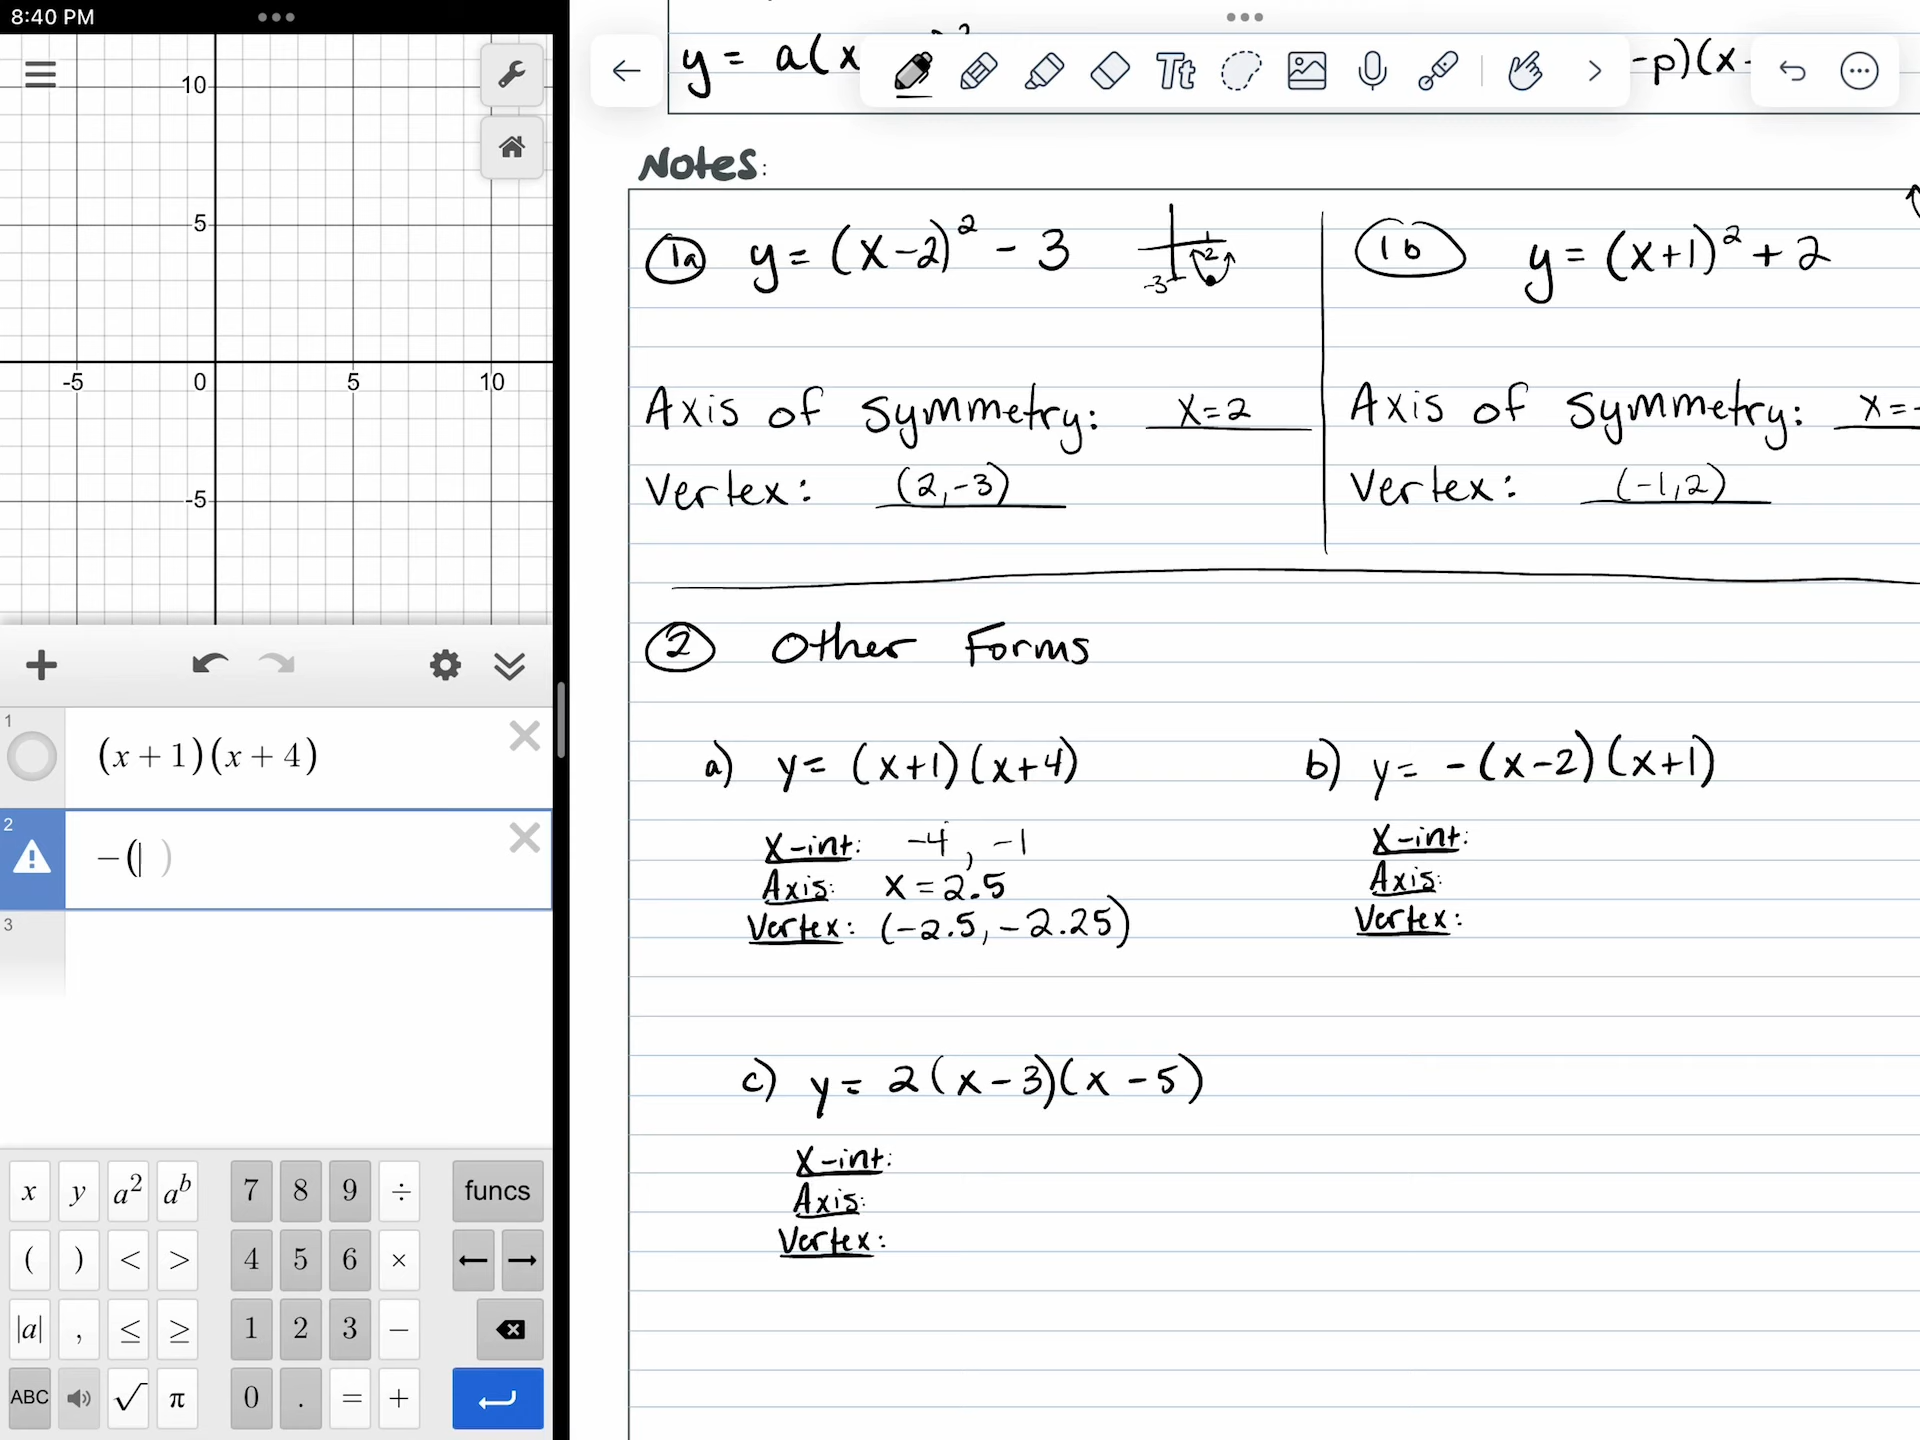 8:40 PM
10
5
-5 0 5 10
-5
1
(x+1)(x+4)
2
-( )
3
x y a² aᵇ 7 8 9 ÷ funcs
( ) < > 4 5 6 × ← →
|a| , ≤ ≥ 1 2 3 −
ABC √ π 0 . = +
y = a(x
Tt
-p)(x-
Notes:
1a y = (x-2)² - 3
2
-3
Axis of Symmetry: x=2
Vertex: (2,-3)
1b y = (x+1)² + 2
Axis of Symmetry: x=-
Vertex: (-1,2)
2 Other Forms
a) y= (x+1)(x+4)
X-int: -4, -1
Axis: x=2.5
Vertex: (-2.5, -2.25)
b) y= -(x-2)(x+1)
X-int:
Axis:
Vertex:
c) y= 2(x-3)(x-5)
X-int:
Axis:
Vertex: